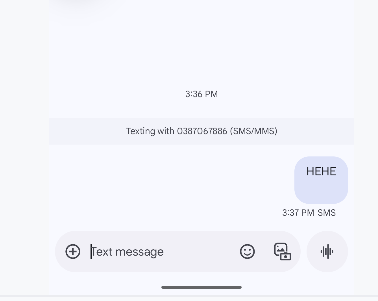 3:36 PM
Texting with 0387067886 (SMS/MMS)
HEHE
3:37 PM SMS
Text message